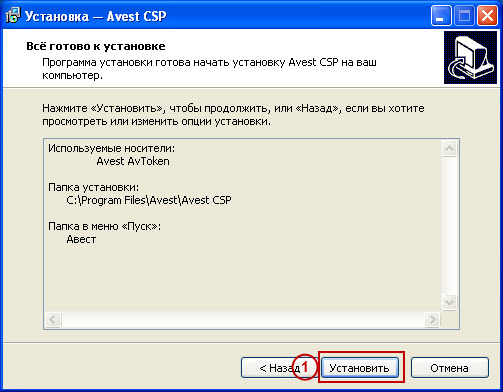 Установка — Avest CSP
Всё готово к установке
Программа установки готова начать установку Avest CSP на ваш
компьютер.
Нажмите «Установить», чтобы продолжить, или «Назад», если вы хотите
просмотреть или изменить опции установки.
Используемые носители:
Avest AvToken
Папка установки:
C:\Program Files\Avest\Avest CSP
Папка в меню «Пуск»:
Авест
< Назад 1 Установить Отмена